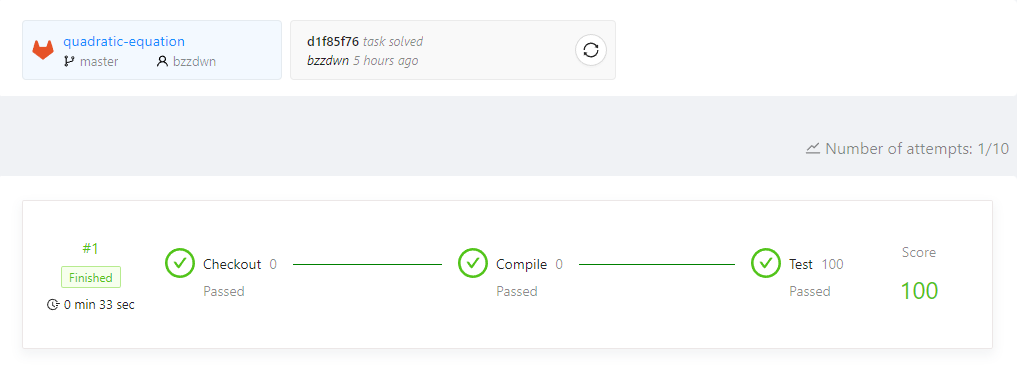 quadratic-equation
master bzzdwn
d1f85f76 task solved
bzzdwn 5 hours ago
Number of attempts: 1/10
#1
Finished
0 min 33 sec
Checkout 0
Passed
Compile 0
Passed
Test 100
Passed
Score
100